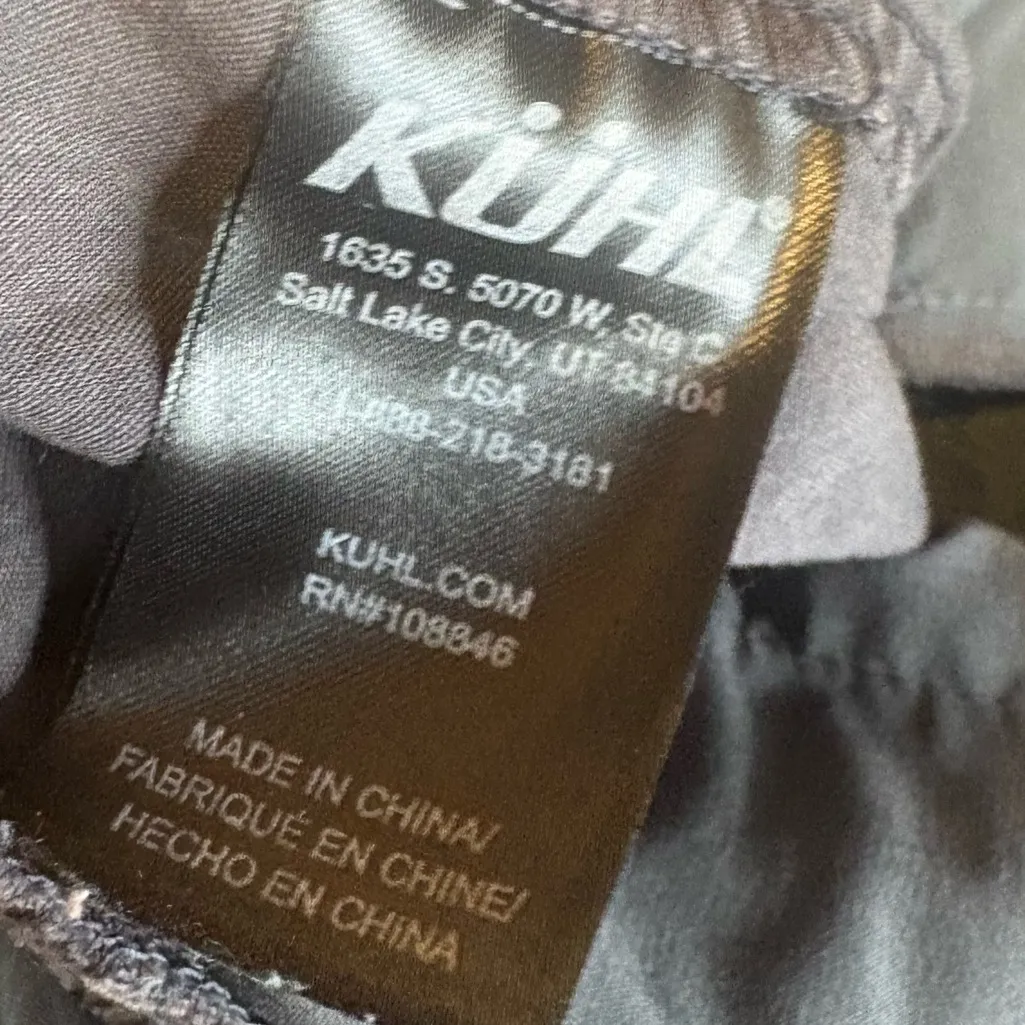 KÜHL®
1635 S. 5070 W, Ste C
Salt Lake City, UT 84104
USA
1-888-218-3181
KUHL.COM
RN#108846
MADE IN CHINA/
FABRIQUÉ EN CHINE/
HECHO EN CHINA